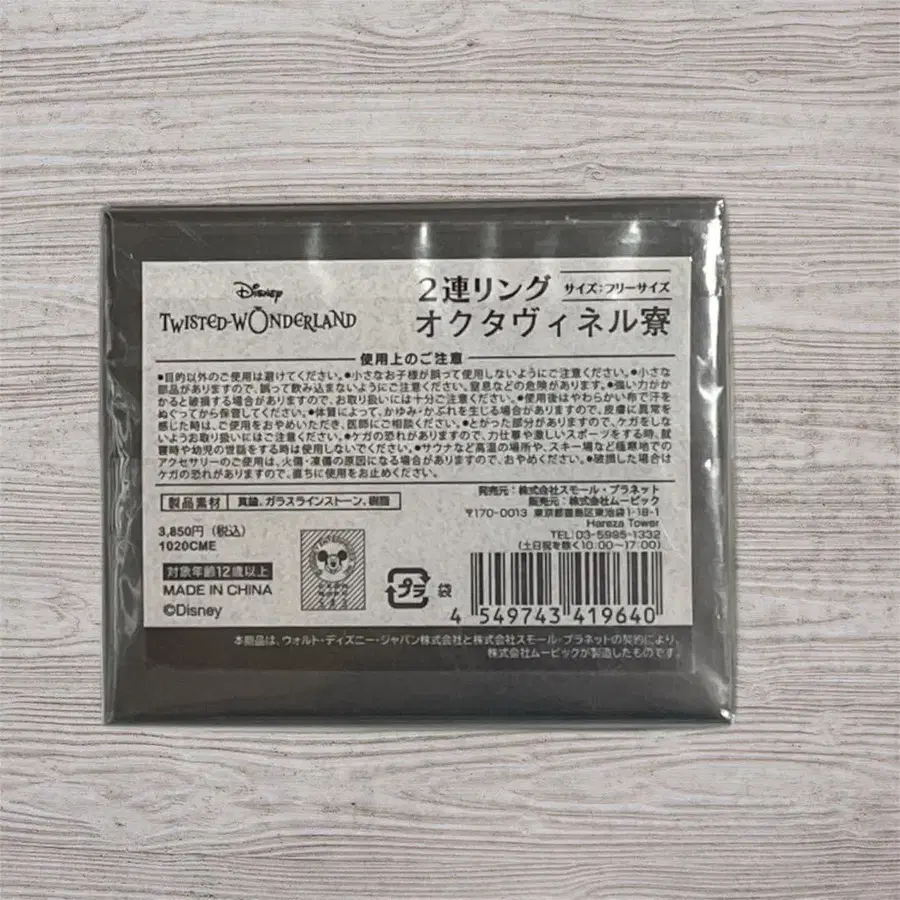 Disney
TWISTED-WONDERLAND
2連リング サイズ:フリーサイズ
オクタヴィネル寮
使用上のご注意
●目的以外のご使用は避けてください。●小さなお子様が誤って使用しないようにご注意ください。●小さな
部品がありますので、誤って飲み込まないようにご注意ください。窒息などの危険があります。●強い力がか
かると破損する場合がありますので、お取り扱いには十分ご注意ください。●使用後はやわらかい布で汗を
ぬぐってから保管してください。●体質によって、かゆみ・かぶれを生じる場合がありますので、皮膚に異常を
感じた時は、ご使用をおやめいただき、医師にご相談ください。●とがった部分がありますので、ケガをし
ないようお取り扱いにはご注意ください。●ケガの恐れがありますので、力仕事や激しいスポーツをする時、就
寝時や幼児の世話をする時は使用しないでください。●サウナなど高温の場所や、スキー場など極寒地での
アクセサリーのご使用は、火傷・凍傷の原因になる場合がありますので、おやめください。●破損した場合は
ケガの恐れがありますので、直ちに使用をお止めください。
製品素材 真鍮、ガラスラインストーン、樹脂
3,850円(税込)
1020CME
対象年齢12歳以上
MADE IN CHINA
©Disney
発売元:株式会社スモール・プラネット
販売元:株式会社ムービック
〒170-0013 東京都豊島区東池袋1-18-1
Hareza Tower
TEL|03-5995-1332
(土日祝を除く10:00~17:00)
プラ 袋
4 549743 419640
本商品は、ウォルト・ディズニー・ジャパン株式会社と株式会社スモール・プラネットの契約により、
株式会社ムービックが製造したものです。